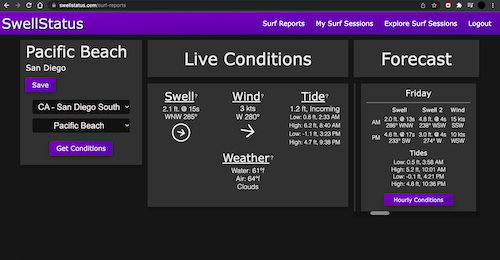 swellstatus.com/surf-reports
SwellStatus
Surf Reports My Surf Sessions Explore Surf Sessions Logout
Pacific Beach
San Diego
Save
CA - San Diego South
Pacific Beach
Get Conditions
Live Conditions
Swell?
2.1 ft. @ 15s
WNW 285°
Wind?
3 kts
W 280°
Tide?
1.2 ft, Incoming
Low: 0.8 ft, 2:33 AM
High: 6.2 ft, 8:40 AM
Low: -1.1 ft, 3:23 PM
High: 4.7 ft, 9:36 PM
Weather?
Water: 61°f
Air: 64°f
Clouds
Forecast
Friday
Swell Swell 2 Wind
AM 2.0 ft. @ 13s 4.8 ft. @ 4s 15 kts
286° WNW 238° WSW SSW
PM 4.6 ft. @ 17s 3.0 ft. @ 4s 10 kts
233° SW 274° W WSW
Tides
Low: 0.5 ft, 3:58 AM
High: 5.2 ft, 10:01 AM
Low: -0.1 ft, 4:21 PM
High: 4.8 ft, 10:36 PM
Hourly Conditions